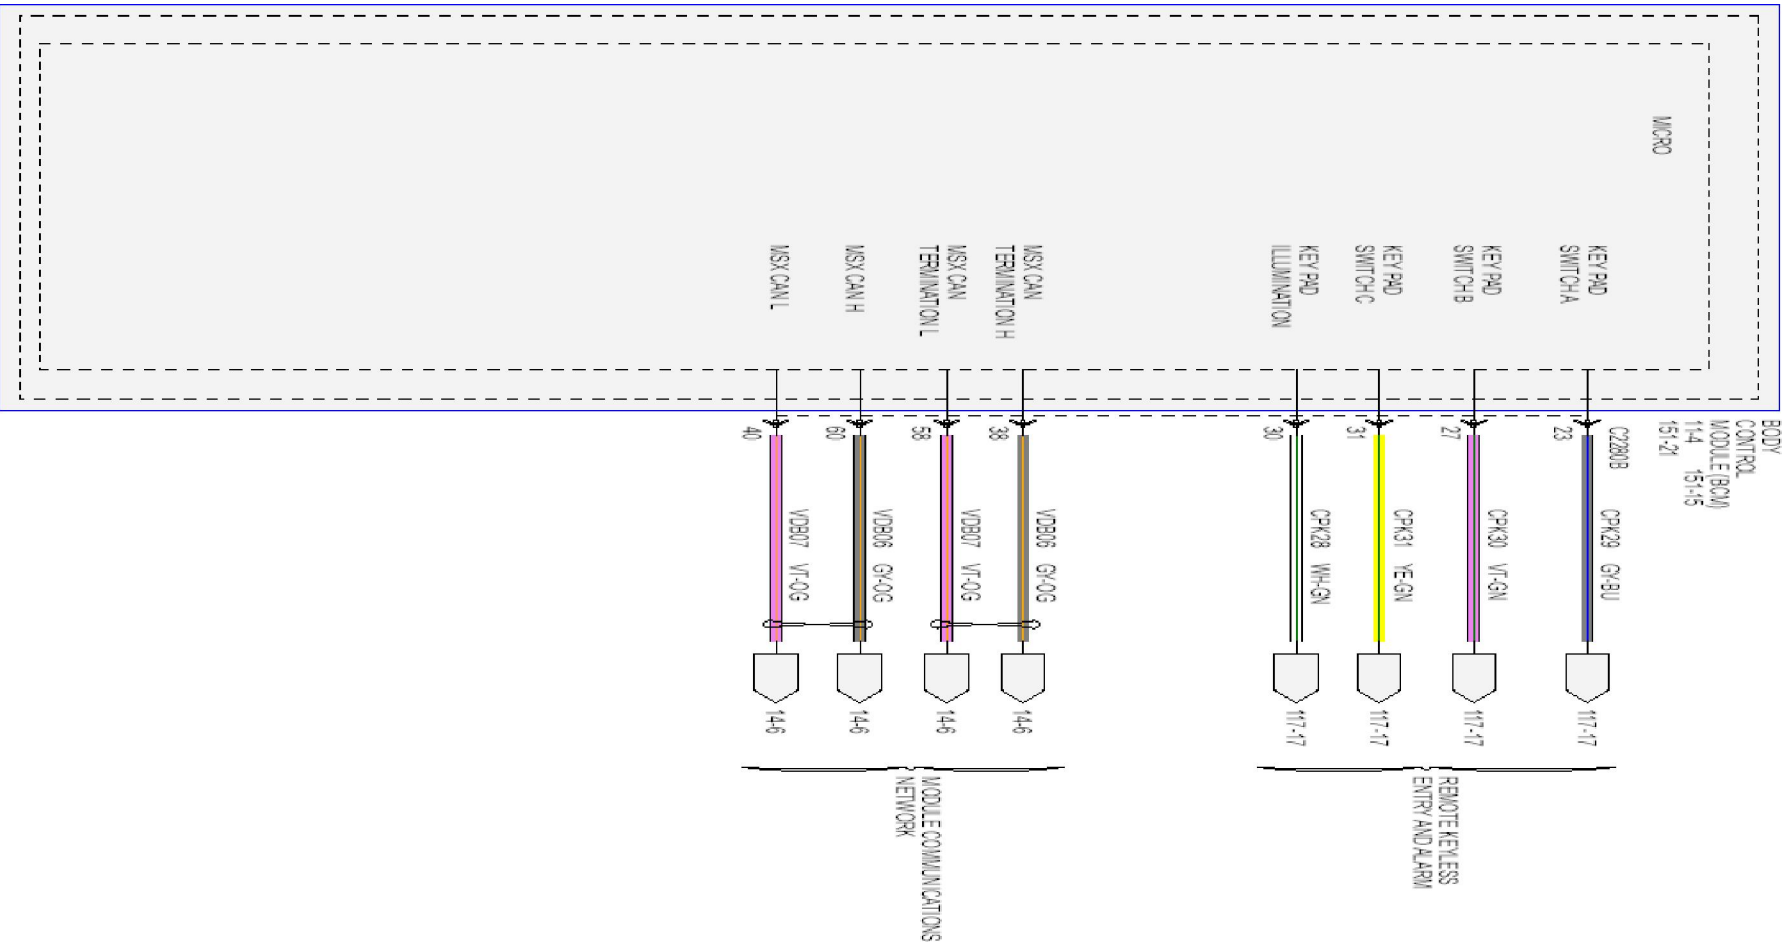 MICRO
KEY PAD
SWITCH A
KEY PAD
SWITCH B
KEY PAD
SWITCH C
KEY PAD
ILLUMINATION
MSX CAN
TERMINATION H
MSX CAN
TERMINATION L
MSX CAN H
MSX CAN L
BODY
CONTROL
MODULE (BCM)
11-4 151-15
151-21
C2280B
23
27
31
30
38
58
60
40
CPK29 GY-BU
CPK30 VT-GN
CPK31 YE-GN
CPK28 WH-GN
VDB06 GY-OG
VDB07 VT-OG
VDB06 GY-OG
VDB07 VT-OG
117-17
117-17
117-17
117-17
14-6
14-6
14-6
14-6
REMOTE KEYLESS
ENTRY AND ALARM
MODULE COMMUNICATIONS
NETWORK